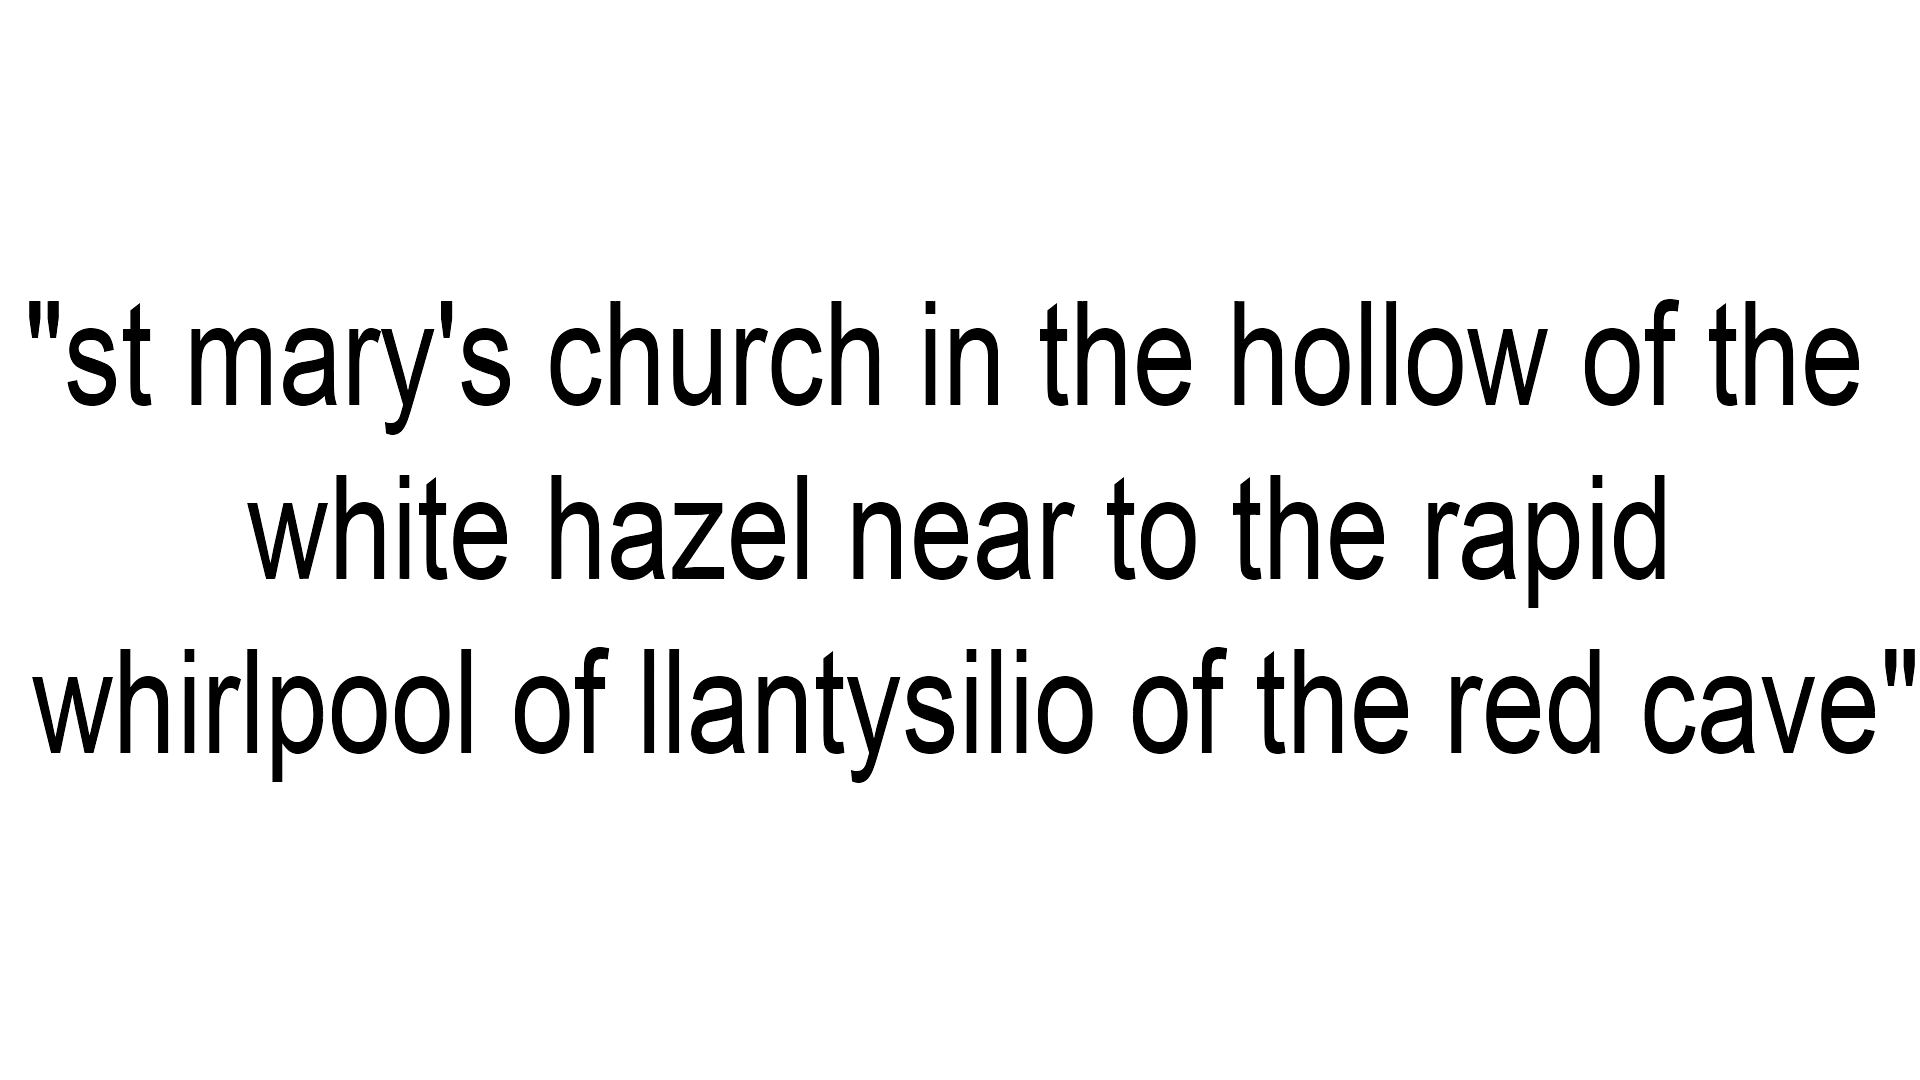 "st mary's church in the hollow of the
white hazel near to the rapid
whirlpool of llantysilio of the red cave"